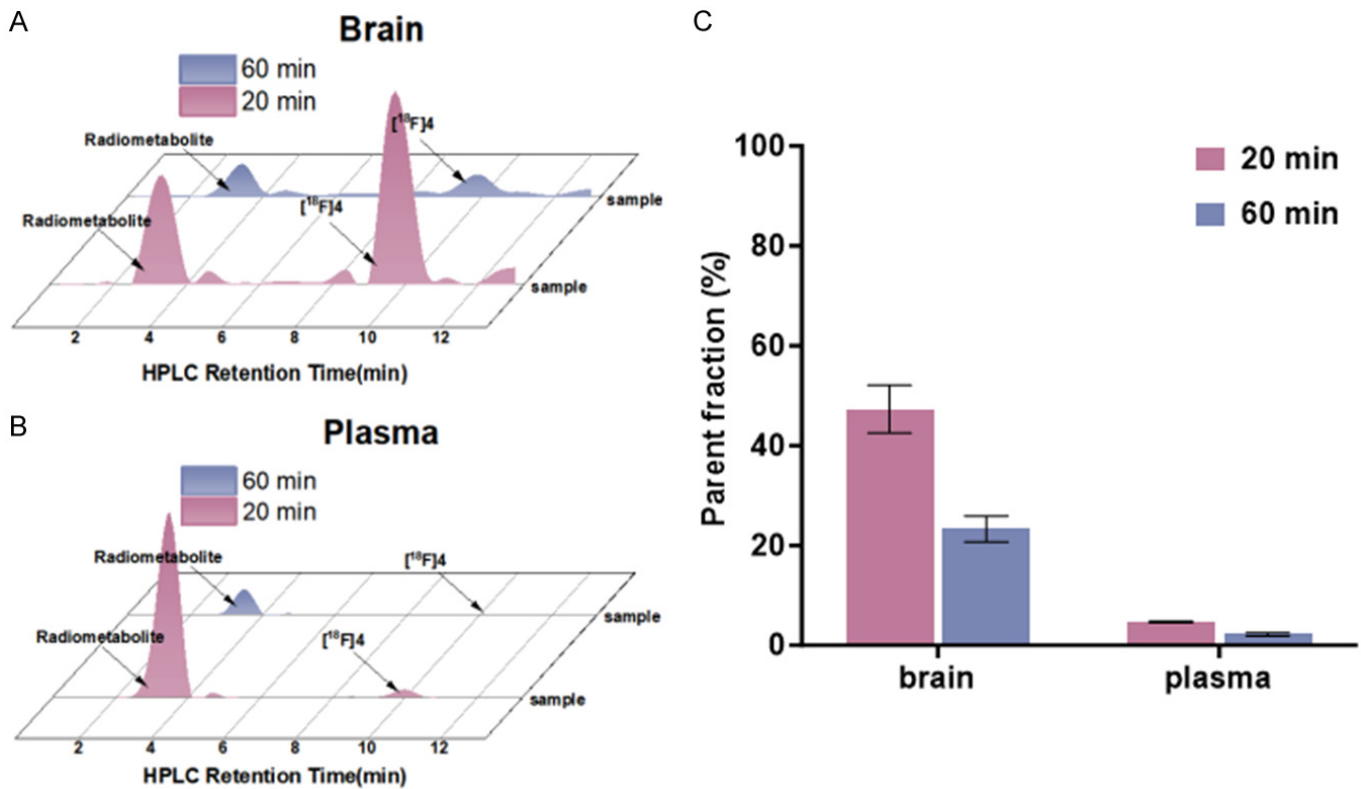 A
Brain
60 min
20 min
Radiometabolite
[¹⁸F]4
sample
Radiometabolite
[¹⁸F]4
sample
2 4 6 8 10 12
HPLC Retention Time(min)
B
Plasma
60 min
20 min
Radiometabolite
[¹⁸F]4
sample
Radiometabolite
[¹⁸F]4
sample
2 4 6 8 10 12
HPLC Retention Time(min)
C
20 min
60 min
Parent fraction (%)
100
80
60
40
20
0
brain plasma